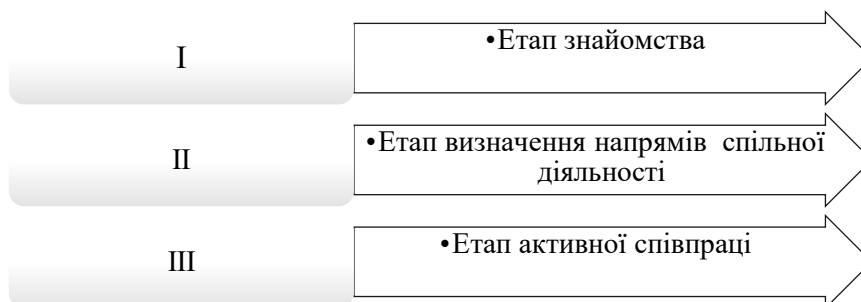 I
•Етап знайомства
II
•Етап визначення напрямів спільної
діяльності
III
•Етап активної співпраці